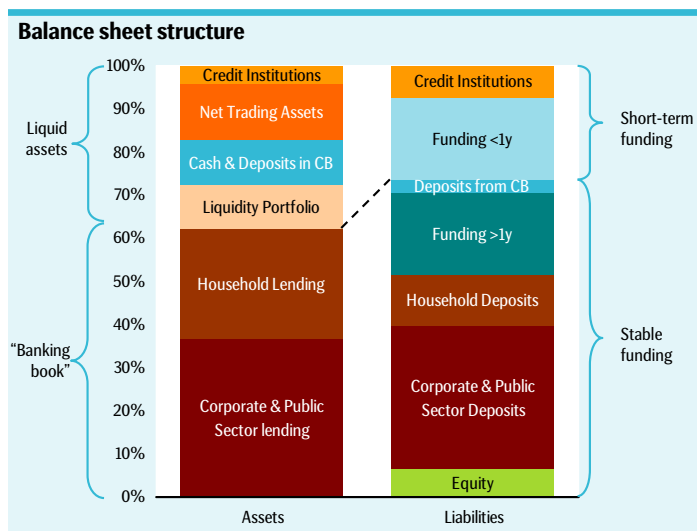 Balance sheet structure
100%
90%
80%
70%
60%
50%
40%
30%
20%
10%
0%
Liquid
assets
"Banking
book"
Credit Institutions
Net Trading Assets
Cash & Deposits in CB
Liquidity Portfolio
Household Lending
Corporate & Public
Sector lending
Credit Institutions
Funding <1y
Deposits from CB
Funding >1y
Household Deposits
Corporate & Public
Sector Deposits
Equity
Short-term
funding
Stable
funding
Assets
Liabilities